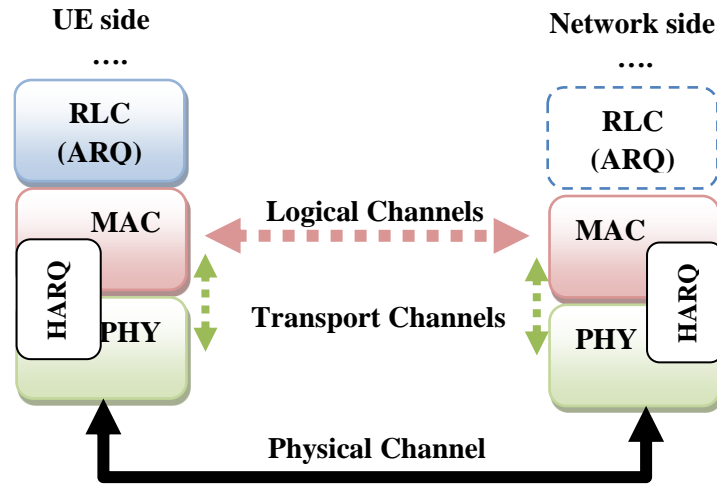 UE side
....
RLC
(ARQ)
MAC
HARQ
PHY
Logical Channels
Transport Channels
Physical Channel
Network side
....
RLC
(ARQ)
MAC
HARQ
PHY